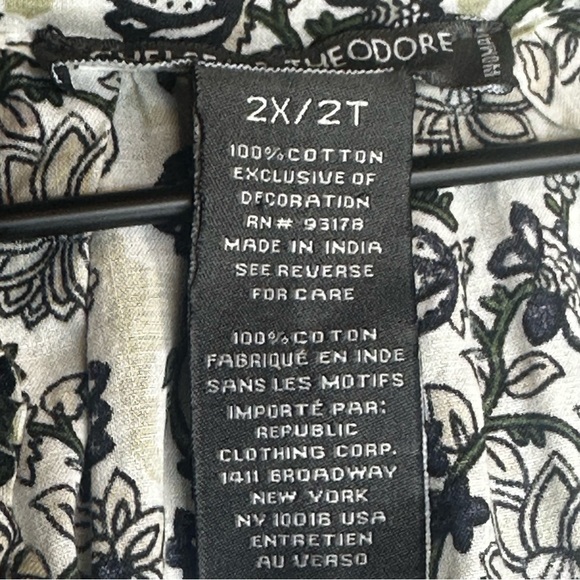 THEODORE
WOMAN
2X/2T
100% COTTON
EXCLUSIVE OF
DECORATION
RN# 93178
MADE IN INDIA
SEE REVERSE
FOR CARE
100% COTON
FABRIQUÉ EN INDE
SANS LES MOTIFS
IMPORTÉ PAR:
REPUBLIC
CLOTHING CORP.
1411 BROADWAY
NEW YORK
NY 10018 USA
ENTRETIEN
AU VERSO